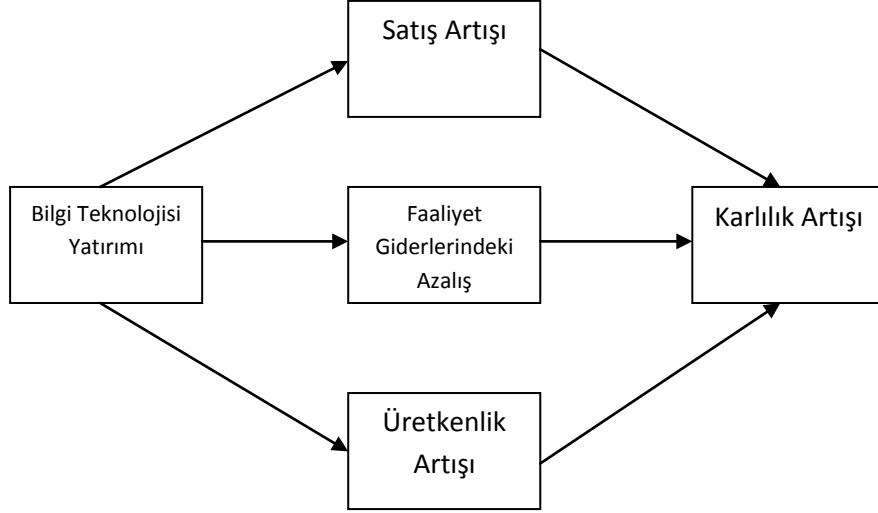 Satış Artışı
Bilgi Teknolojisi
Yatırımı
Faaliyet
Giderlerindeki
Azalış
Karlılık Artışı
Üretkenlik
Artışı